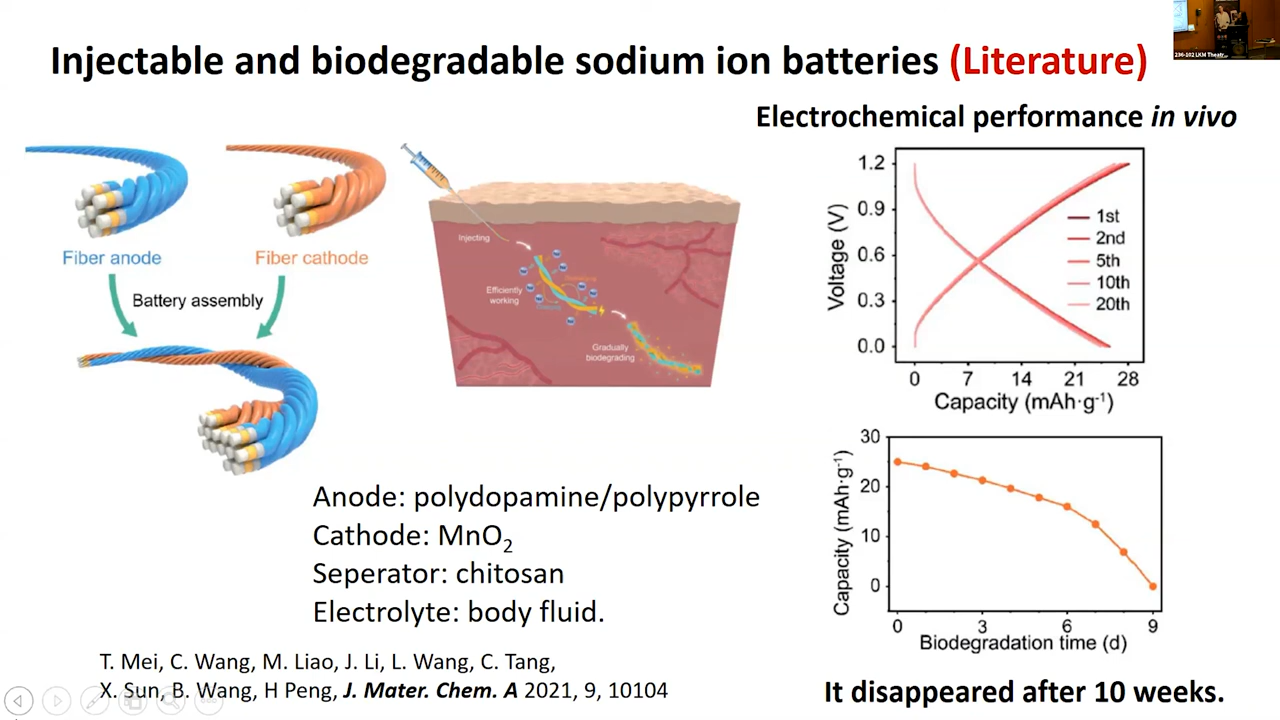 Injectable and biodegradable sodium ion batteries (Literature)
236-102 LKM Theatr...
Electrochemical performance in vivo
Fiber anode
Fiber cathode
Battery assembly
Injecting
Efficiently
working
Gradually
biodegrading
Voltage (V)
1.2
0.9
0.6
0.3
0.0
1st
2nd
5th
10th
20th
0 7 14 21 28
Capacity (mAh·g-1)
Capacity (mAh·g-1)
30
20
10
0
0 3 6 9
Biodegradation time (d)
Anode: polydopamine/polypyrrole
Cathode: MnO2
Seperator: chitosan
Electrolyte: body fluid.
T. Mei, C. Wang, M. Liao, J. Li, L. Wang, C. Tang,
X. Sun, B. Wang, H Peng, J. Mater. Chem. A 2021, 9, 10104
It disappeared after 10 weeks.